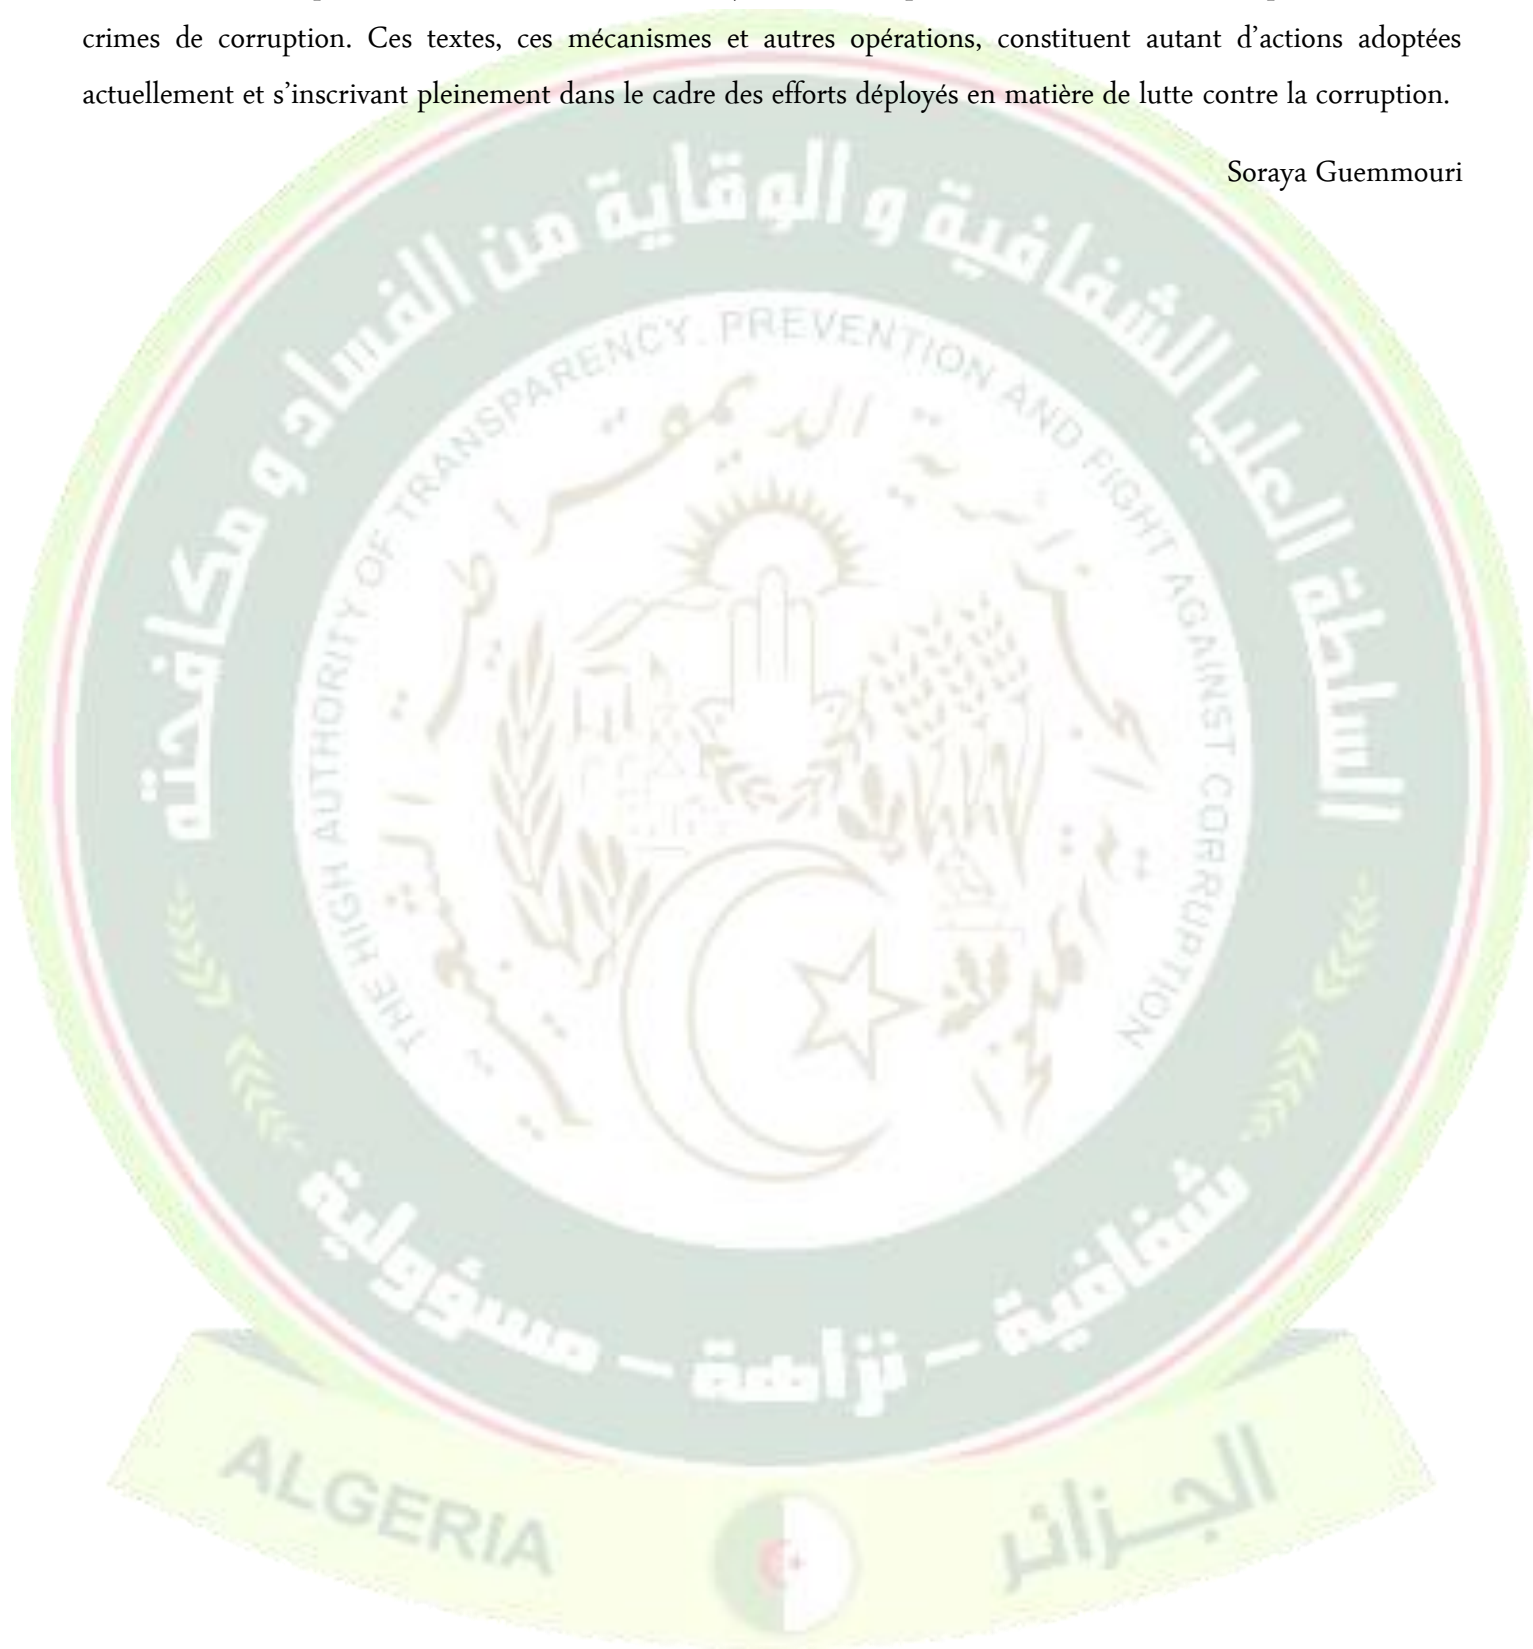 crimes de corruption. Ces textes, ces mécanismes et autres opérations, constituent autant d’actions adoptées
actuellement et s’inscrivant pleinement dans le cadre des efforts déployés en matière de lutte contre la corruption.
Soraya Guemmouri
السلطة العليا للشفافية و الوقاية من الفساد و مكافحته
THE HIGH AUTHORITY OF TRANSPARENCY, PREVENTION AND FIGHT AGAINST CORRUPTION
شفافية – نزاهة – مسؤولية
ALGERIA
الجـزائر